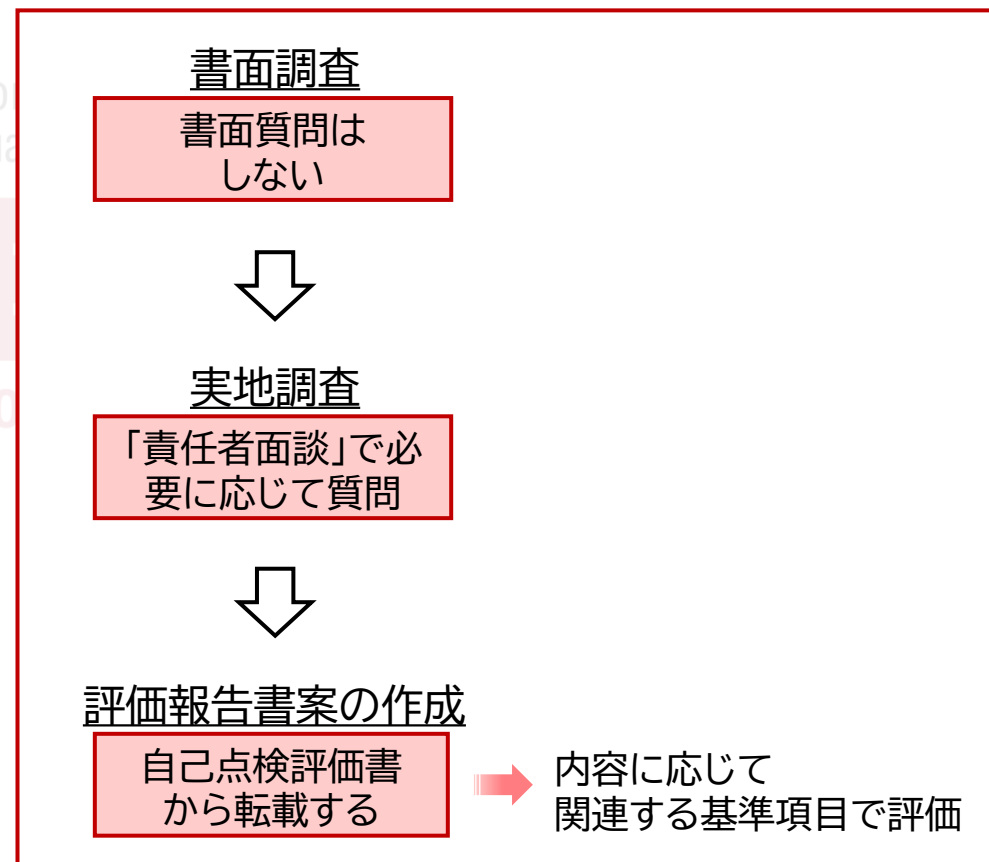 書面調査
書面質問は
しない
実地調査
「責任者面談」で必
要に応じて質問
評価報告書案の作成
自己点検評価書
から転載する
内容に応じて
関連する基準項目で評価